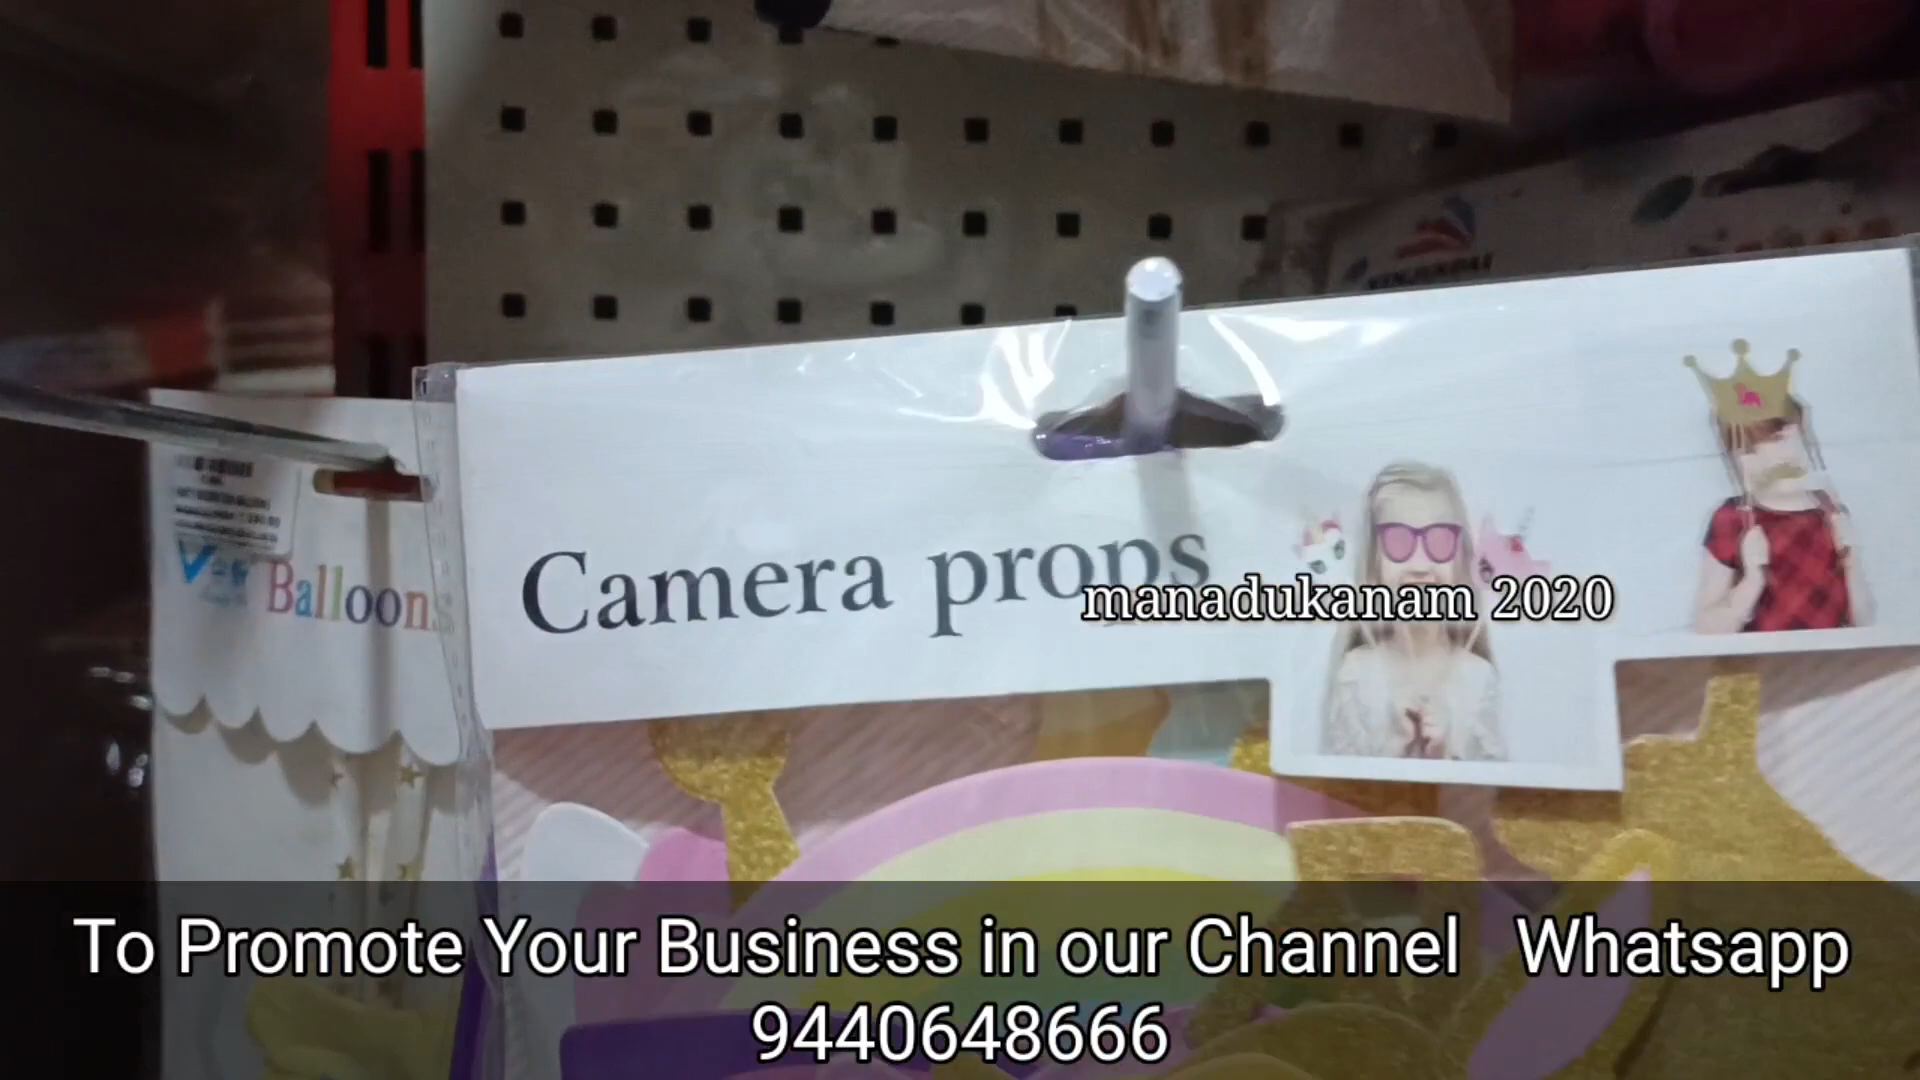 Balloons
Camera props
manadukanam 2020
To Promote Your Business in our Channel Whatsapp
9440648666